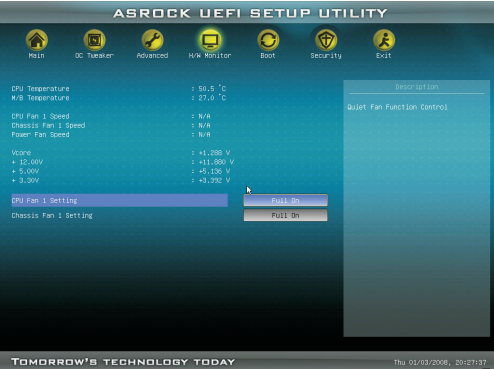 ASROCK UEFI SETUP UTILITY
Main OC Tweaker Advanced H/W Monitor Boot Security Exit
Description
Quiet Fan Function Control
CPU Temperature : 50.5 °C
M/B Temperature : 27.0 °C
CPU Fan 1 Speed : N/A
Chassis Fan 1 Speed : N/A
Power Fan Speed : N/A
Vcore : +1.288 V
+ 12.00V : +11.880 V
+ 5.00V : +5.136 V
+ 3.30V : +3.392 V
CPU Fan 1 Setting Full On
Chassis Fan 1 Setting Full On
TOMORROW'S TECHNOLOGY TODAY
Thu 01/03/2008, 20:27:37